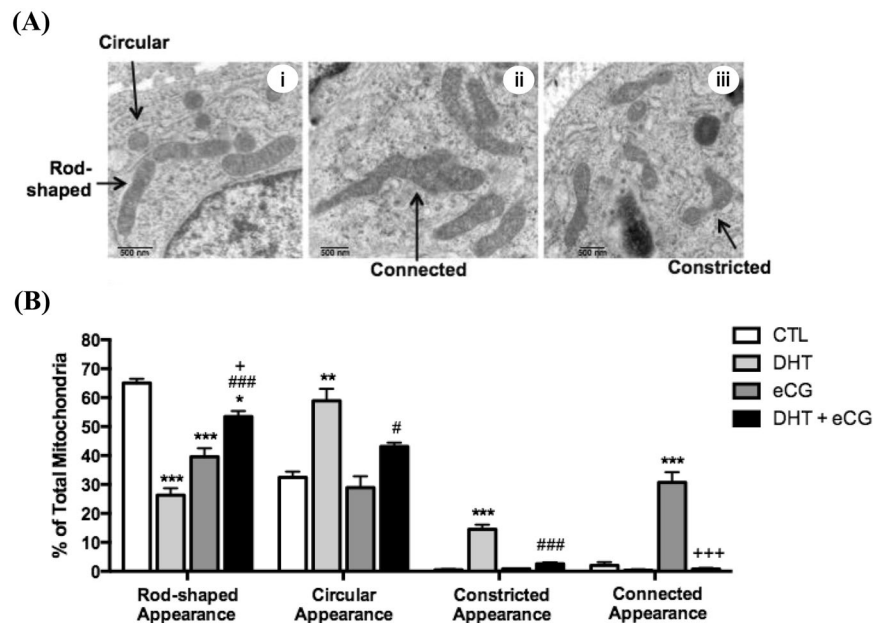 (A)
Circular
i
ii
iii
Rod-
shaped
500 nm
500 nm
500 nm
Connected
Constricted
(B)
% of Total Mitochondria
80
70
60
50
40
30
20
10
0
***
***
+
###
*
**
#
***
###
***
+++
Rod-shaped
Appearance
Circular
Appearance
Constricted
Appearance
Connected
Appearance
CTL
DHT
eCG
DHT + eCG